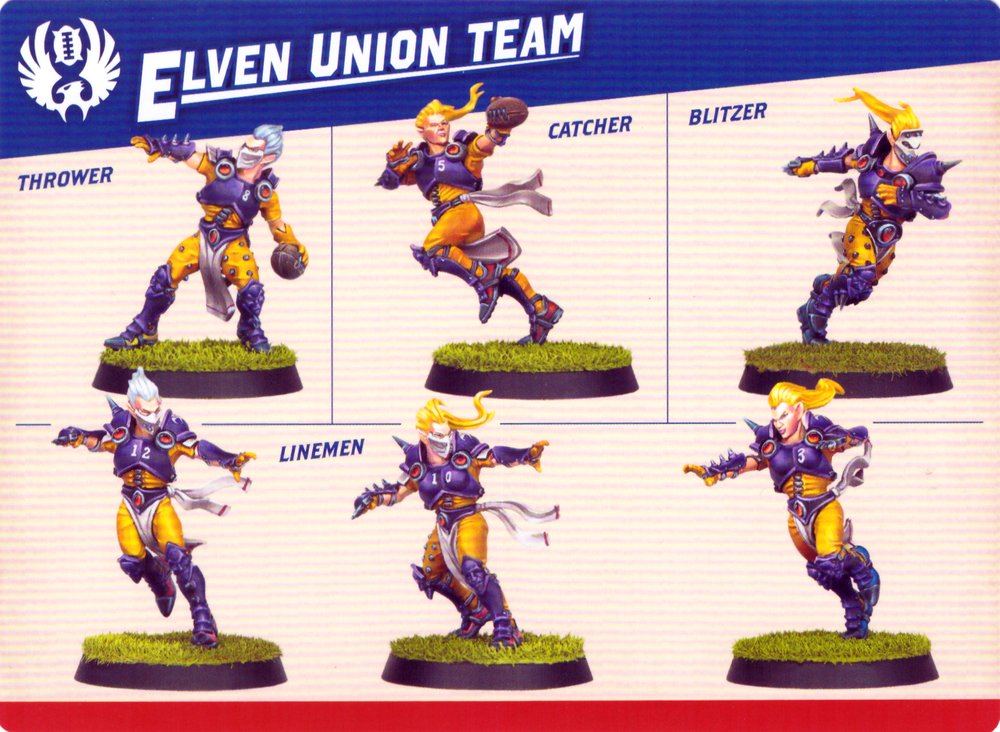 ELVEN UNION TEAM
THROWER
CATCHER
BLITZER
8
5
LINEMEN
12
10
3